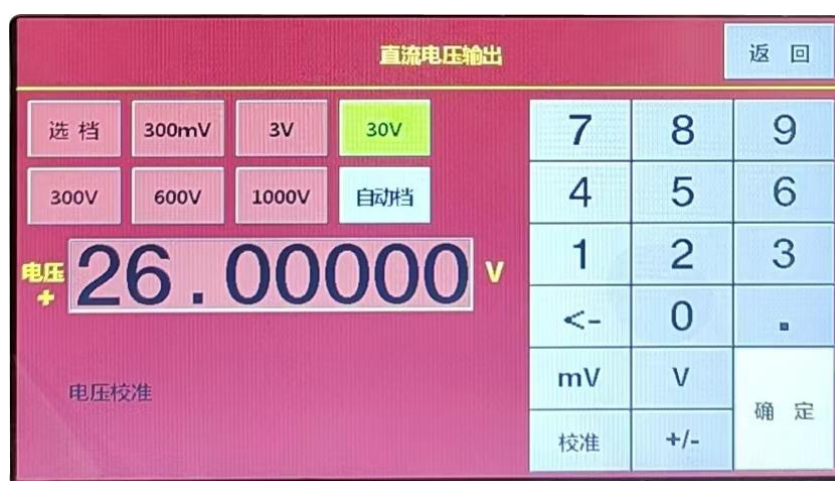 直流电压输出
返 回
选 档 300mV 3V 30V
300V 600V 1000V 自动档
电压 + 26.00000 V
电压校准
7 8 9
4 5 6
1 2 3
<- 0 .
mV V
校准 +/-
确 定